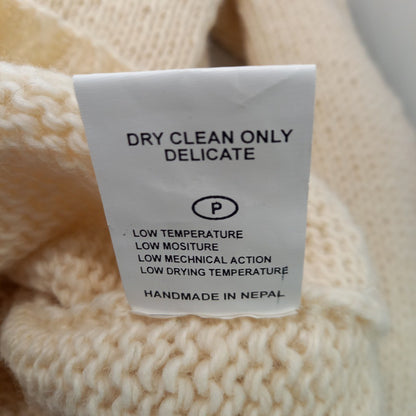 DRY CLEAN ONLY
DELICATE
P
LOW TEMPERATURE
LOW MOSITURE
LOW MECHNICAL ACTION
LOW DRYING TEMPERATURE
HANDMADE IN NEPAL